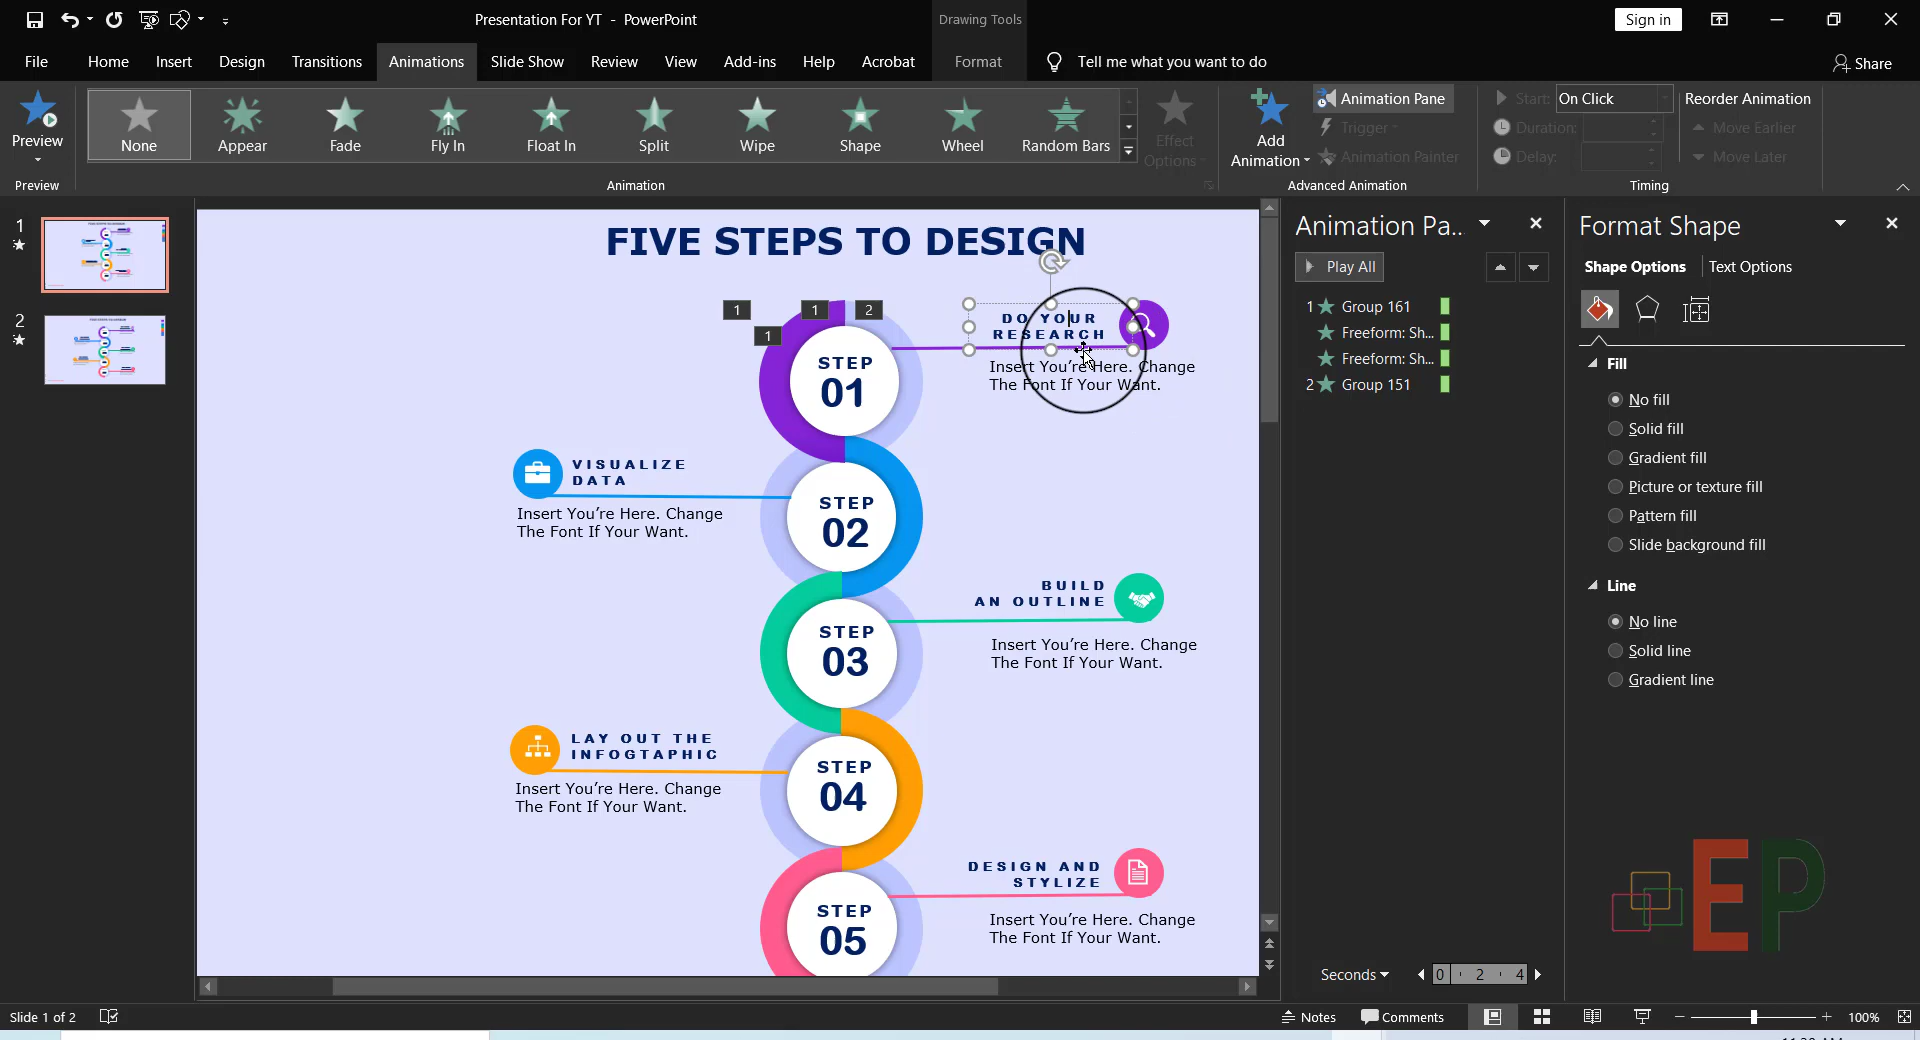 Presentation For YT - PowerPoint
Drawing Tools
Sign in
File
Home
Insert
Design
Transitions
Animations
Slide Show
Review
View
Add-ins
Help
Acrobat
Format
Tell me what you want to do
Share
Preview
Preview
None
Appear
Fade
Fly In
Float In
Split
Wipe
Shape
Wheel
Random Bars
Animation
Effect
Options
Add
Animation
Animation Pane
Trigger
Animation Painter
Advanced Animation
Start: On Click
Duration:
Delay:
Timing
Reorder Animation
Move Earlier
Move Later
1
2
FIVE STEPS TO DESIGN
1
1
2
1
DO YOUR
RESEARCH
Insert You’re Here. Change
The Font If Your Want.
STEP
01
VISUALIZE
DATA
Insert You’re Here. Change
The Font If Your Want.
STEP
02
BUILD
AN OUTLINE
Insert You’re Here. Change
The Font If Your Want.
STEP
03
LAY OUT THE
INFOGTAPHIC
Insert You’re Here. Change
The Font If Your Want.
STEP
04
DESIGN AND
STYLIZE
Insert You’re Here. Change
The Font If Your Want.
STEP
05
Animation Pa...
Play All
1 Group 161
Freeform: Sh...
Freeform: Sh...
2 Group 151
Seconds
0 2 4
Format Shape
Shape Options
Text Options
Fill
No fill
Solid fill
Gradient fill
Picture or texture fill
Pattern fill
Slide background fill
Line
No line
Solid line
Gradient line
EP
Slide 1 of 2
Notes
Comments
100%